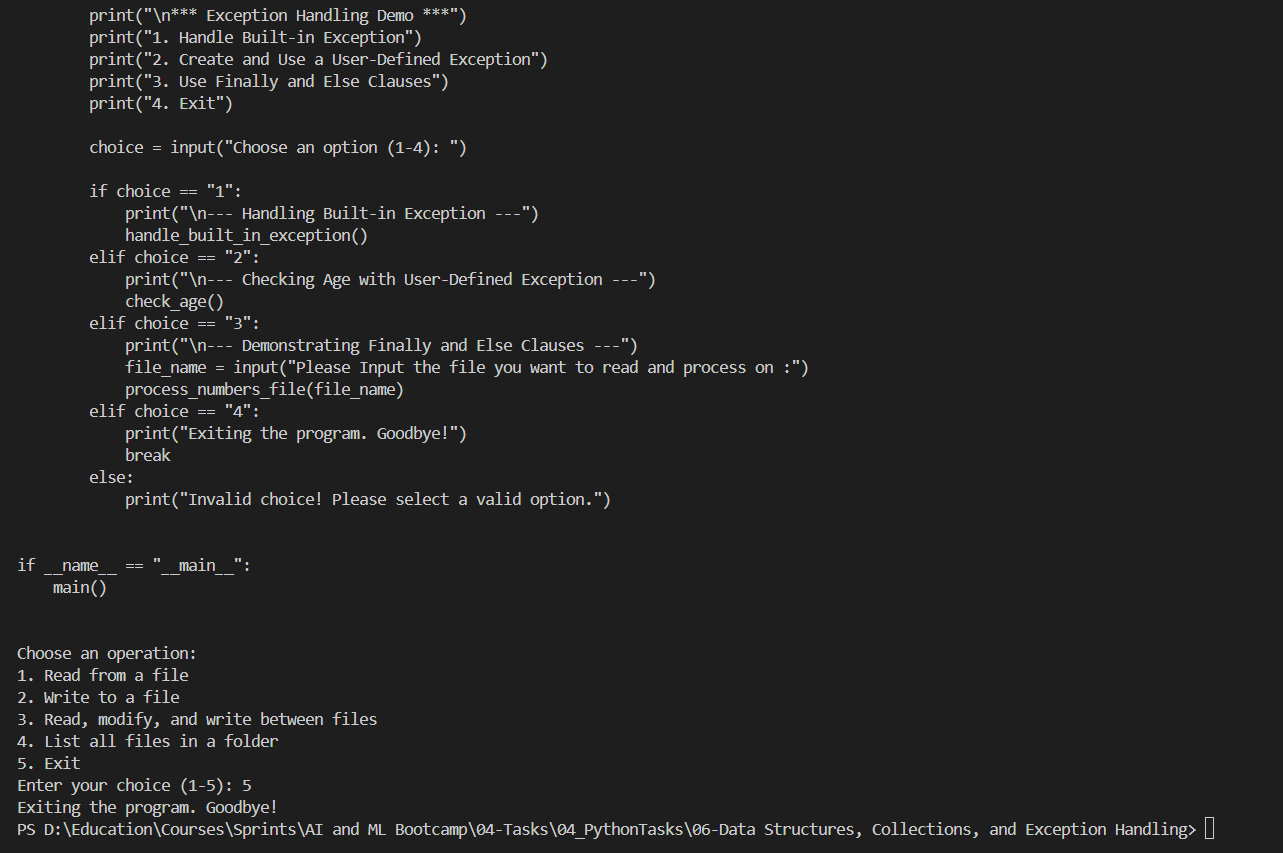 print("\n*** Exception Handling Demo ***")
        print("1. Handle Built-in Exception")
        print("2. Create and Use a User-Defined Exception")
        print("3. Use Finally and Else Clauses")
        print("4. Exit")

        choice = input("Choose an option (1-4): ")

        if choice == "1":
            print("\n--- Handling Built-in Exception ---")
            handle_built_in_exception()
        elif choice == "2":
            print("\n--- Checking Age with User-Defined Exception ---")
            check_age()
        elif choice == "3":
            print("\n--- Demonstrating Finally and Else Clauses ---")
            file_name = input("Please Input the file you want to read and process on :")
            process_numbers_file(file_name)
        elif choice == "4":
            print("Exiting the program. Goodbye!")
            break
        else:
            print("Invalid choice! Please select a valid option.")


if __name__ == "__main__":
    main()


Choose an operation:
1. Read from a file
2. Write to a file
3. Read, modify, and write between files
4. List all files in a folder
5. Exit
Enter your choice (1-5): 5
Exiting the program. Goodbye!
PS D:\Education\Courses\Sprints\AI and ML Bootcamp\04-Tasks\04_PythonTasks\06-Data Structures, Collections, and Exception Handling>